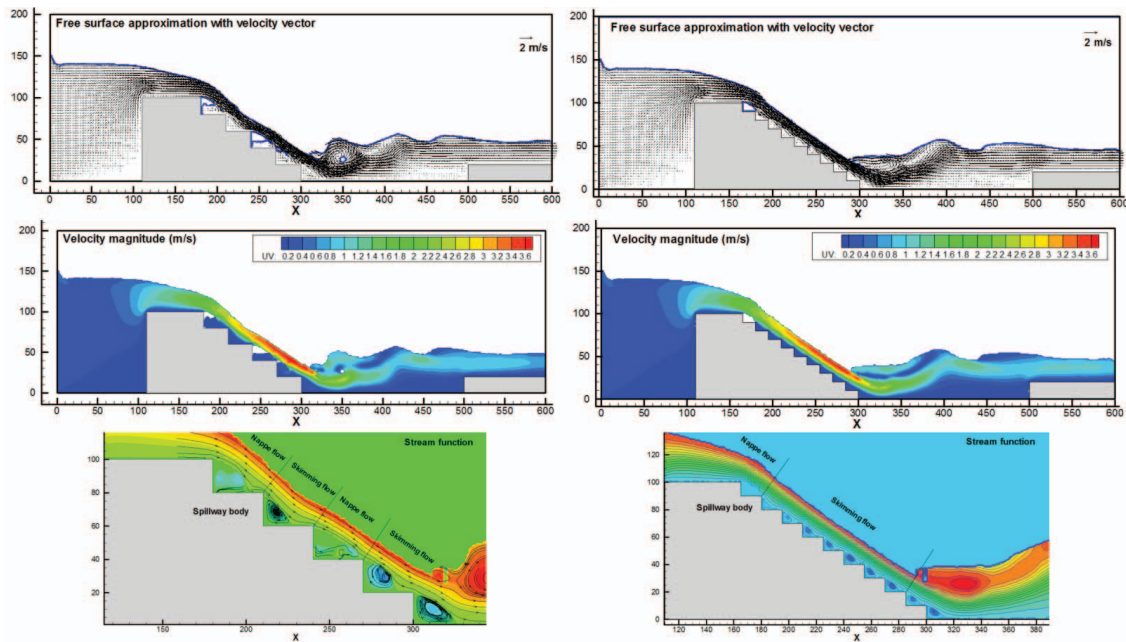 Free surface approximation with velocity vector
2 m/s
200
150
100
50
0
0 50 100 150 200 250 300 350 400 450 500 550 600
X
Free surface approximation with velocity vector
2 m/s
200
150
100
50
0
0 50 100 150 200 250 300 350 400 450 500 550 600
X
Velocity magnitude (m/s)
UV: 0.2 0.4 0.6 0.8 1 1.2 1.4 1.6 1.8 2 2.2 2.4 2.6 2.8 3 3.2 3.4 3.6
200
150
100
50
0
0 50 100 150 200 250 300 350 400 450 500 550 600
X
Velocity magnitude (m/s)
UV: 0.2 0.4 0.6 0.8 1 1.2 1.4 1.6 1.8 2 2.2 2.4 2.6 2.8 3 3.2 3.4 3.6
200
150
100
50
0
0 50 100 150 200 250 300 350 400 450 500 550 600
X
Stream function
Nappe flow
Skimming flow
Nappe flow
Skimming flow
Spillway body
100
80
60
40
20
150 200 250 300
X
Stream function
Nappe flow
Skimming flow
Spillway body
120
100
80
60
40
20
0
120 140 160 180 200 220 240 260 280 300 320 340 360 380
X